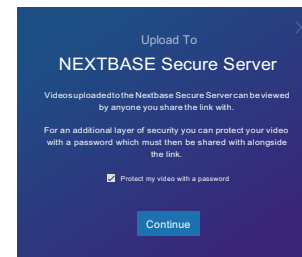 Upload To
NEXTBASE Secure Server
Videos uploaded to the Nextbase Secure Server can be viewed
by anyone you share the link with.
For an additional layer of security you can protect your video
with a password which must then be shared with alongside
the link.
Protect my video with a password
Continue